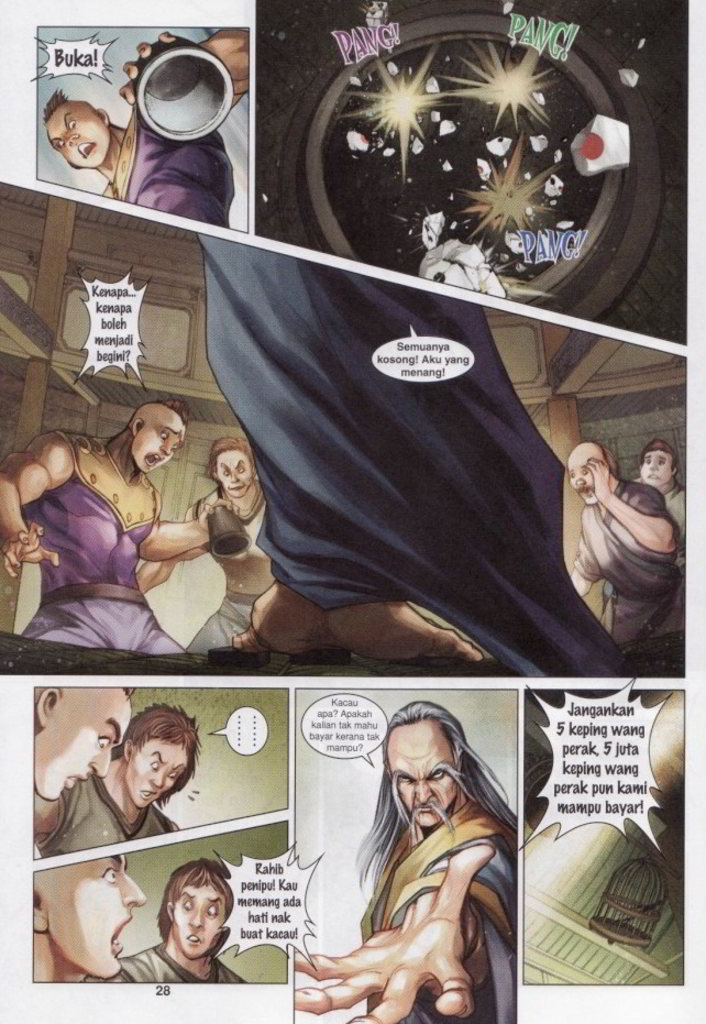 Buka!
PANG!
PANG!
PANG!
Kenapa...
kenapa
boleh
menjadi
begini?
Semuanya
kosong! Aku yang
menang!
Kacau
apa? Apakah
kalian tak mahu
bayar kerana tak
mampu?
Rahib
penipu! Kau
memang ada
hati nak
buat kacau!
Jangankan
5 keping wang
perak, 5 juta
keping wang
perak pun kami
mampu bayar!
28